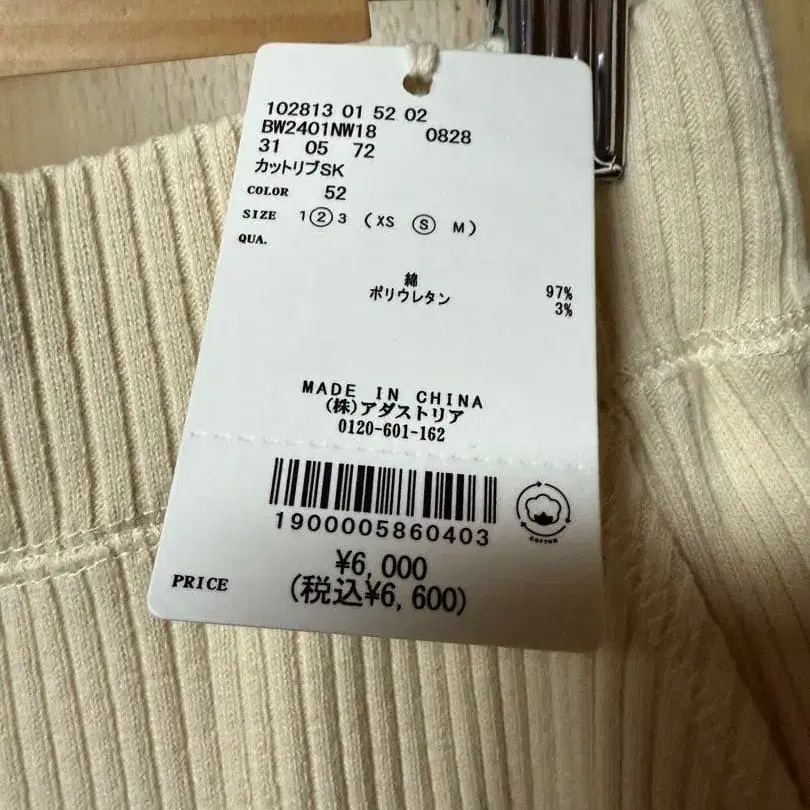 102813 01 52 02
BW2401NW18 0828
31 05 72
カットリブSK
COLOR 52
SIZE 1 2 3 (XS S M)
QUA.
綿 97%
ポリウレタン 3%
MADE IN CHINA
(株)アダストリア
0120-601-162
1900005860403
cotton
¥6,000
PRICE (税込¥6,600)